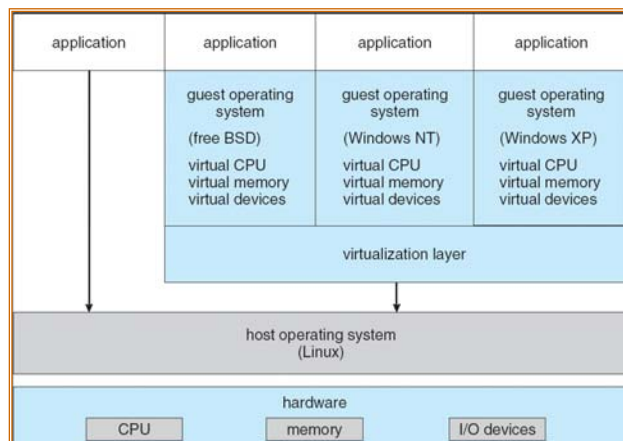 application
application
application
application
guest operating
system
(free BSD)
virtual CPU
virtual memory
virtual devices
guest operating
system
(Windows NT)
virtual CPU
virtual memory
virtual devices
guest operating
system
(Windows XP)
virtual CPU
virtual memory
virtual devices
virtualization layer
host operating system
(Linux)
hardware
CPU
memory
I/O devices